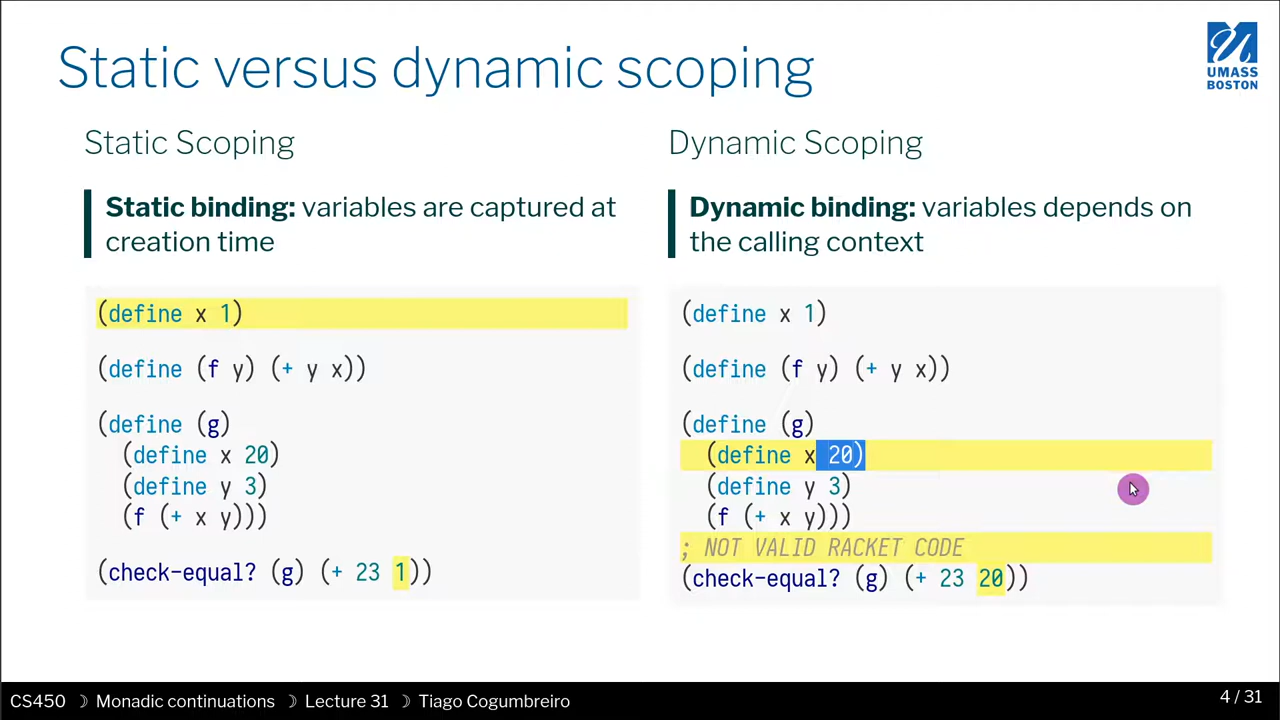 Static versus dynamic scoping
UMASS
BOSTON
Static Scoping
Static binding: variables are captured at
creation time
(define x 1)
(define (f y) (+ y x))
(define (g)
(define x 20)
(define y 3)
(f (+ x y)))
(check-equal? (g) (+ 23 1))
Dynamic Scoping
Dynamic binding: variables depends on
the calling context
(define x 1)
(define (f y) (+ y x))
(define (g)
(define x 20)
(define y 3)
(f (+ x y)))
; NOT VALID RACKET CODE
(check-equal? (g) (+ 23 20))
CS450 ☽ Monadic continuations ☽ Lecture 31 ☽ Tiago Cogumbreiro
4 / 31